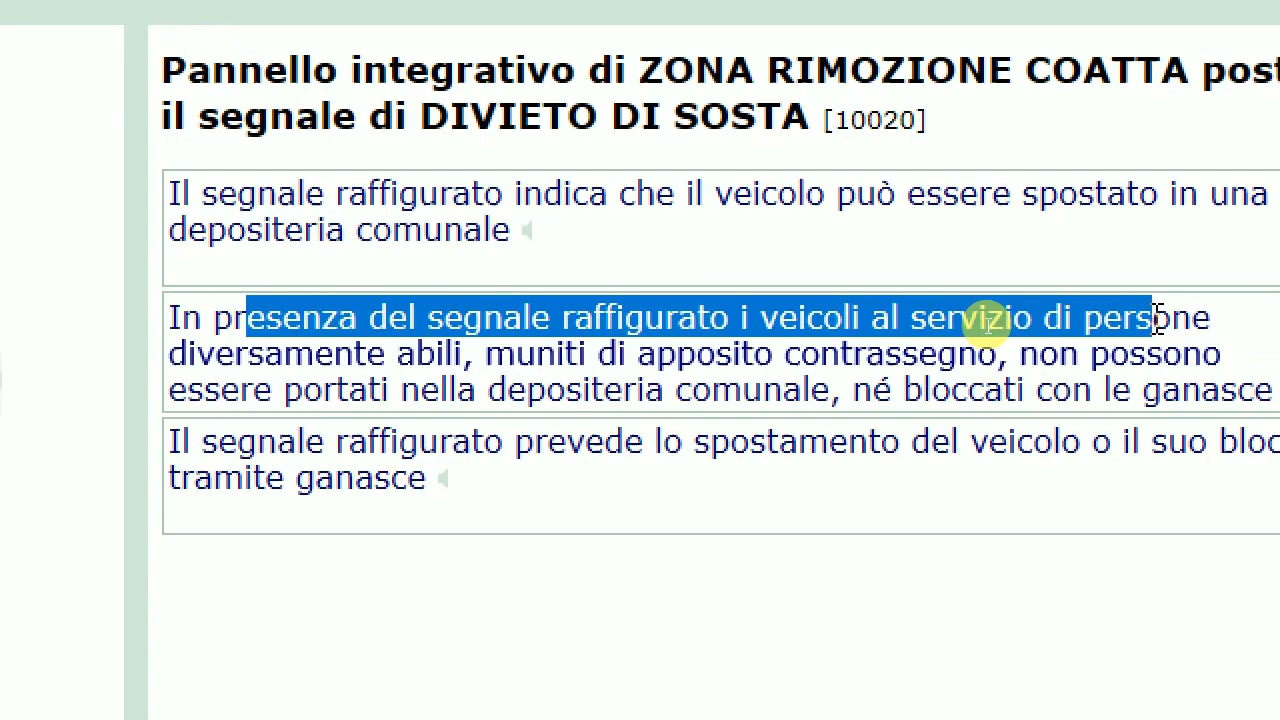 Pannello integrativo di ZONA RIMOZIONE COATTA
il segnale di DIVIETO DI SOSTA [10020]
Il segnale raffigurato indica che il veicolo può essere spostato in una
depositeria comunale
In presenza del segnale raffigurato i veicoli al servizio di persone
diversamente abili, muniti di apposito contrassegno, non possono
essere portati nella depositeria comunale, né bloccati con le ganasce
Il segnale raffigurato prevede lo spostamento del veicolo o il suo
tramite ganasce